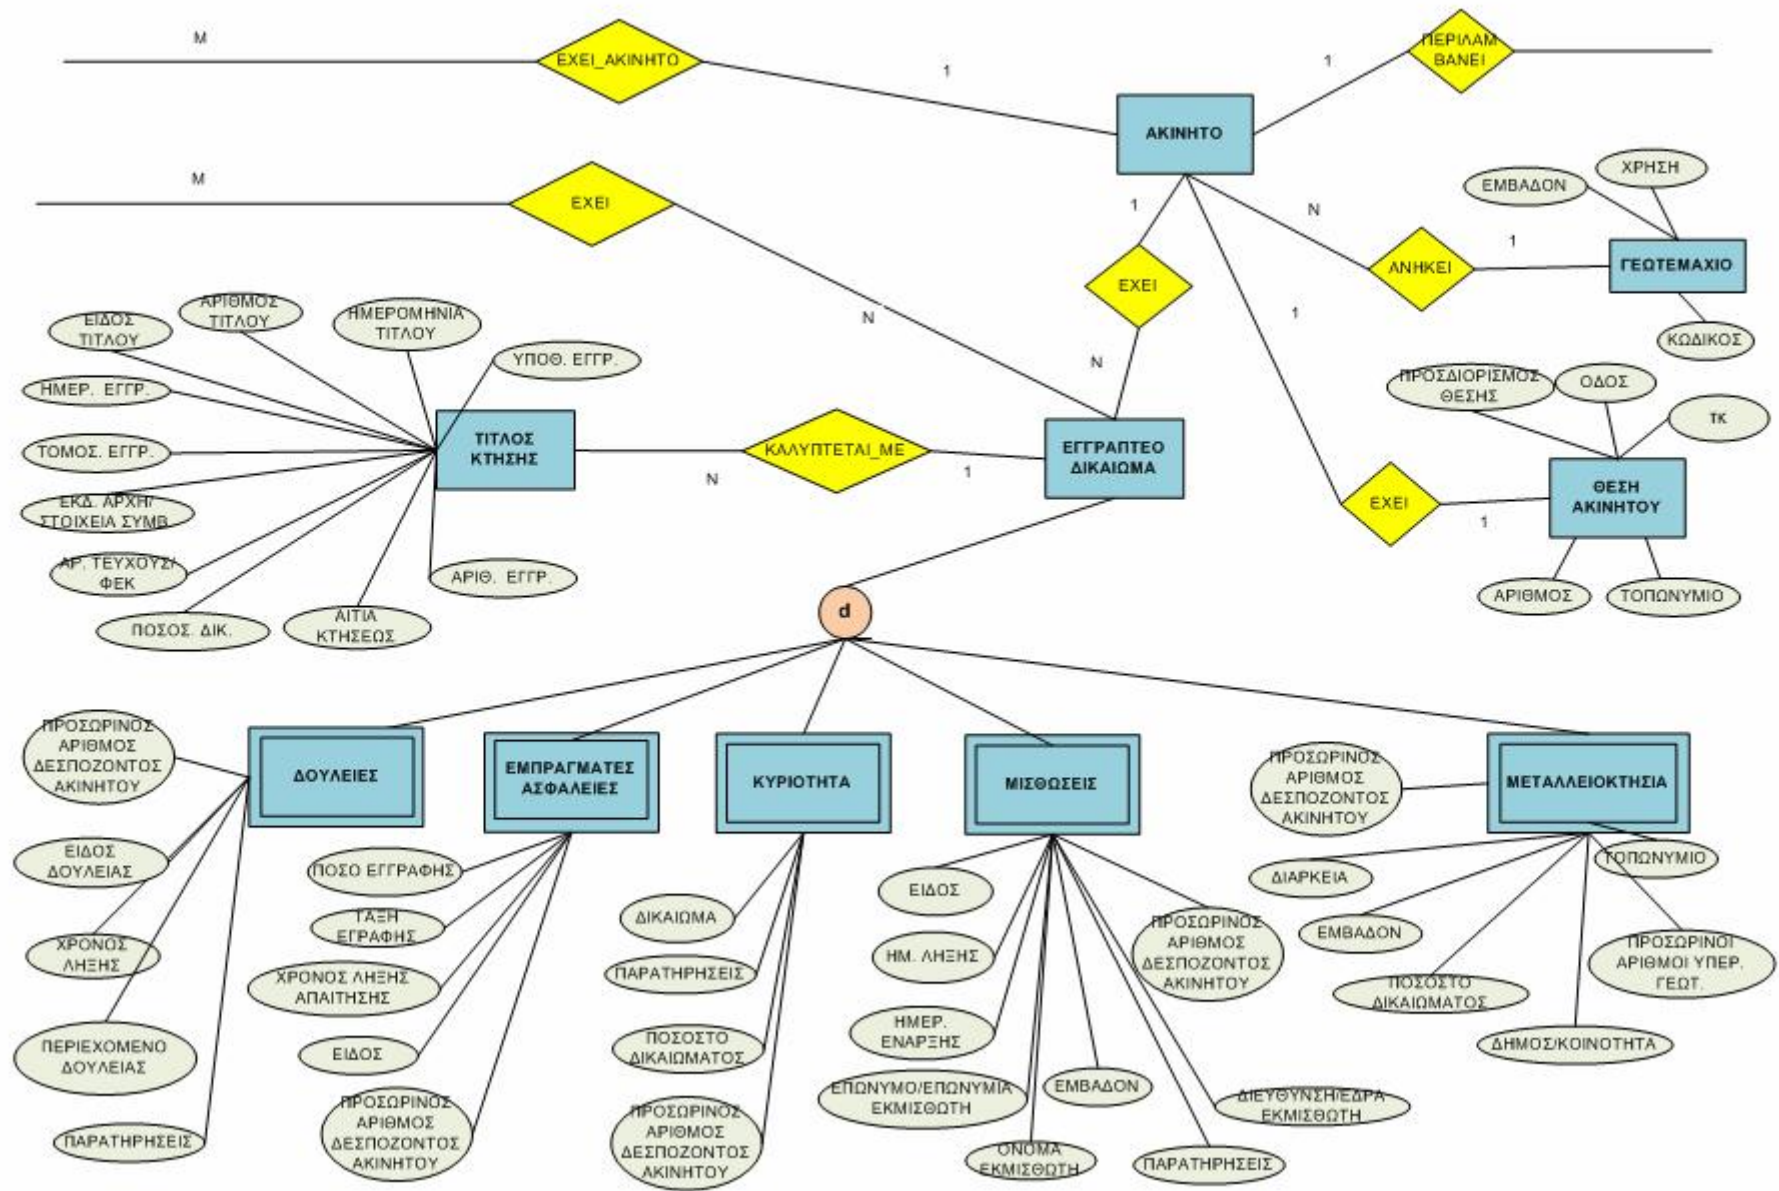 M
ΕΧΕΙ_ΑΚΙΝΗΤΟ
1
ΑΚΙΝΗΤΟ
1
ΠΕΡΙΛΑΜ
ΒΑΝΕΙ
M
ΕΧΕΙ
N
1
ΕΧΕΙ
N
N
ΑΝΗΚΕΙ
1
ΓΕΩΤΕΜΑΧΙΟ
ΕΜΒΑΔΟΝ
ΧΡΗΣΗ
ΚΩΔΙΚΟΣ
1
ΕΧΕΙ
1
ΘΕΣΗ
ΑΚΙΝΗΤΟΥ
ΠΡΟΣΔΙΟΡΙΣΜΟΣ
ΘΕΣΗΣ
ΟΔΟΣ
ΤΚ
ΑΡΙΘΜΟΣ
ΤΟΠΩΝΥΜΙΟ
ΕΙΔΟΣ
ΤΙΤΛΟΥ
ΑΡΙΘΜΟΣ
ΤΙΤΛΟΥ
ΗΜΕΡΟΜΗΝΙΑ
ΤΙΤΛΟΥ
ΥΠΟΘ. ΕΓΓΡ.
ΗΜΕΡ. ΕΓΓΡ.
ΤΟΜΟΣ. ΕΓΓΡ.
ΕΚΔ. ΑΡΧΗ/
ΣΤΟΙΧΕΙΑ ΣΥΜΒ.
ΑΡ. ΤΕΥΧΟΥΣ/
ΦΕΚ
ΠΟΣΟΣ. ΔΙΚ.
ΑΙΤΙΑ
ΚΤΗΣΕΩΣ
ΑΡΙΘ. ΕΓΓΡ.
ΤΙΤΛΟΣ
ΚΤΗΣΗΣ
N
ΚΑΛΥΠΤΕΤΑΙ_ΜΕ
1
ΕΓΓΡΑΠΤΕΟ
ΔΙΚΑΙΩΜΑ
d
ΔΟΥΛΕΙΕΣ
ΠΡΟΣΩΡΙΝΟΣ
ΑΡΙΘΜΟΣ
ΔΕΣΠΟΖΟΝΤΟΣ
ΑΚΙΝΗΤΟΥ
ΕΙΔΟΣ
ΔΟΥΛΕΙΑΣ
ΧΡΟΝΟΣ
ΛΗΞΗΣ
ΠΕΡΙΕΧΟΜΕΝΟ
ΔΟΥΛΕΙΑΣ
ΠΑΡΑΤΗΡΗΣΕΙΣ
ΕΜΠΡΑΓΜΑΤΕΣ
ΑΣΦΑΛΕΙΕΣ
ΠΟΣΟ ΕΓΓΡΑΦΗΣ
ΤΑΞΗ
ΕΓΡΑΦΗΣ
ΧΡΟΝΟΣ ΛΗΞΗΣ
ΑΠΑΙΤΗΣΗΣ
ΕΙΔΟΣ
ΠΡΟΣΩΡΙΝΟΣ
ΑΡΙΘΜΟΣ
ΔΕΣΠΟΖΟΝΤΟΣ
ΑΚΙΝΗΤΟΥ
ΚΥΡΙΟΤΗΤΑ
ΔΙΚΑΙΩΜΑ
ΠΑΡΑΤΗΡΗΣΕΙΣ
ΠΟΣΟΣΤΟ
ΔΙΚΑΙΩΜΑΤΟΣ
ΠΡΟΣΩΡΙΝΟΣ
ΑΡΙΘΜΟΣ
ΔΕΣΠΟΖΟΝΤΟΣ
ΑΚΙΝΗΤΟΥ
ΜΙΣΘΩΣΕΙΣ
ΕΙΔΟΣ
ΗΜ. ΛΗΞΗΣ
ΗΜΕΡ.
ΕΝΑΡΞΗΣ
ΕΠΩΝΥΜΟ/ΕΠΩΝΥΜΙΑ
ΕΚΜΙΣΘΩΤΗ
ΟΝΟΜΑ
ΕΚΜΙΣΘΩΤΗ
ΕΜΒΑΔΟΝ
ΠΑΡΑΤΗΡΗΣΕΙΣ
ΔΙΕΥΘΥΝΣΗ/ΕΔΡΑ
ΕΚΜΙΣΘΩΤΗ
ΠΡΟΣΩΡΙΝΟΣ
ΑΡΙΘΜΟΣ
ΔΕΣΠΟΖΟΝΤΟΣ
ΑΚΙΝΗΤΟΥ
ΜΕΤΑΛΛΕΙΟΚΤΗΣΙΑ
ΠΡΟΣΩΡΙΝΟΣ
ΑΡΙΘΜΟΣ
ΔΕΣΠΟΖΟΝΤΟΣ
ΑΚΙΝΗΤΟΥ
ΔΙΑΡΚΕΙΑ
ΕΜΒΑΔΟΝ
ΠΟΣΟΣΤΟ
ΔΙΚΑΙΩΜΑΤΟΣ
ΔΗΜΟΣ/ΚΟΙΝΟΤΗΤΑ
ΠΡΟΣΩΡΙΝΟΙ
ΑΡΙΘΜΟΙ ΥΠΕΡ.
ΓΕΩΤ.
ΤΟΠΩΝΥΜΙΟ